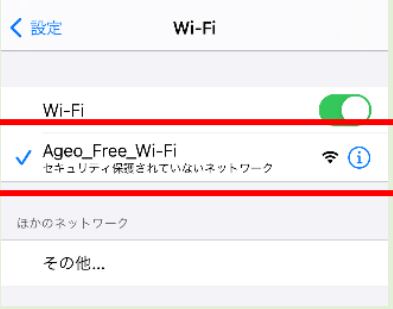 設定
Wi-Fi
Wi-Fi
Ageo_Free_Wi-Fi
セキュリティ保護されていないネットワーク
ほかのネットワーク
その他...